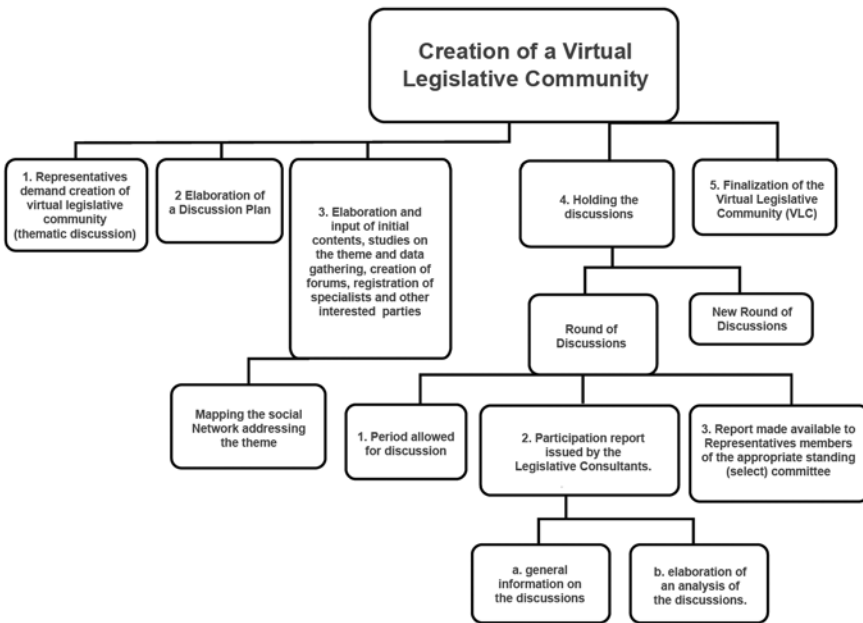 Creation of a Virtual
Legislative Community
1. Representatives
demand creation of
virtual legislative
community
(thematic discussion)
2 Elaboration of
a Discussion Plan
3. Elaboration and
input of initial
contents, studies on
the theme and data
gathering, creation of
forums, registration of
specialists and other
interested parties
4. Holding the
discussions
5. Finalization of the
Virtual Legislative
Community (VLC)
Round of
Discussions
New Round of
Discussions
Mapping the social
Network addressing
the theme
1. Period allowed
for discussion
2. Participation report
issued by the
Legislative Consultants.
3. Report made available to
Representatives members
of the appropriate standing
(select) committee
a. general
information on
the discussions
b. elaboration of
an analysis of
the discussions.